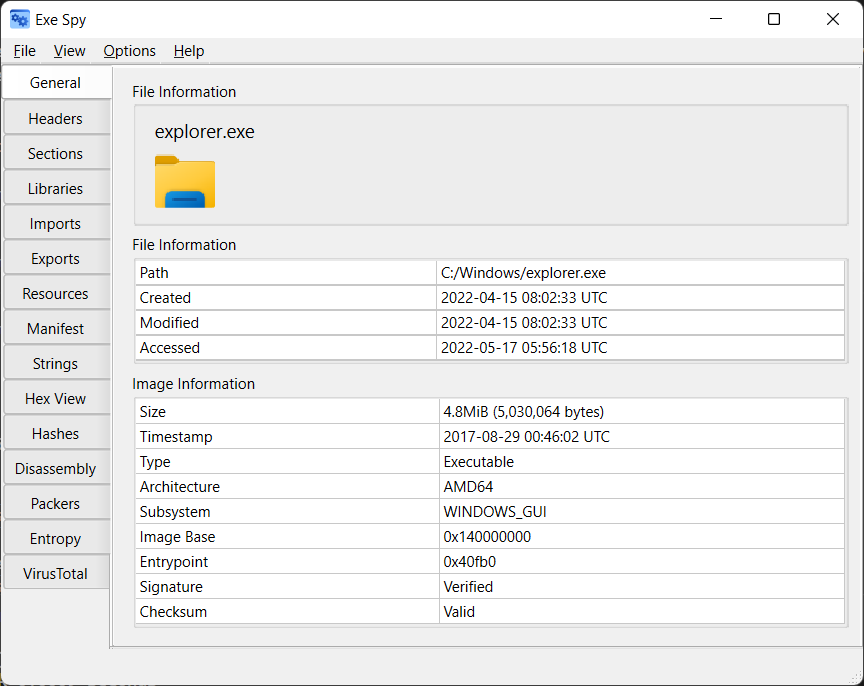 Exe Spy
File View Options Help
General
Headers
Sections
Libraries
Imports
Exports
Resources
Manifest
Strings
Hex View
Hashes
Disassembly
Packers
Entropy
VirusTotal
File Information
explorer.exe
File Information
Path C:/Windows/explorer.exe
Created 2022-04-15 08:02:33 UTC
Modified 2022-04-15 08:02:33 UTC
Accessed 2022-05-17 05:56:18 UTC
Image Information
Size 4.8MiB (5,030,064 bytes)
Timestamp 2017-08-29 00:46:02 UTC
Type Executable
Architecture AMD64
Subsystem WINDOWS_GUI
Image Base 0x140000000
Entrypoint 0x40fb0
Signature Verified
Checksum Valid